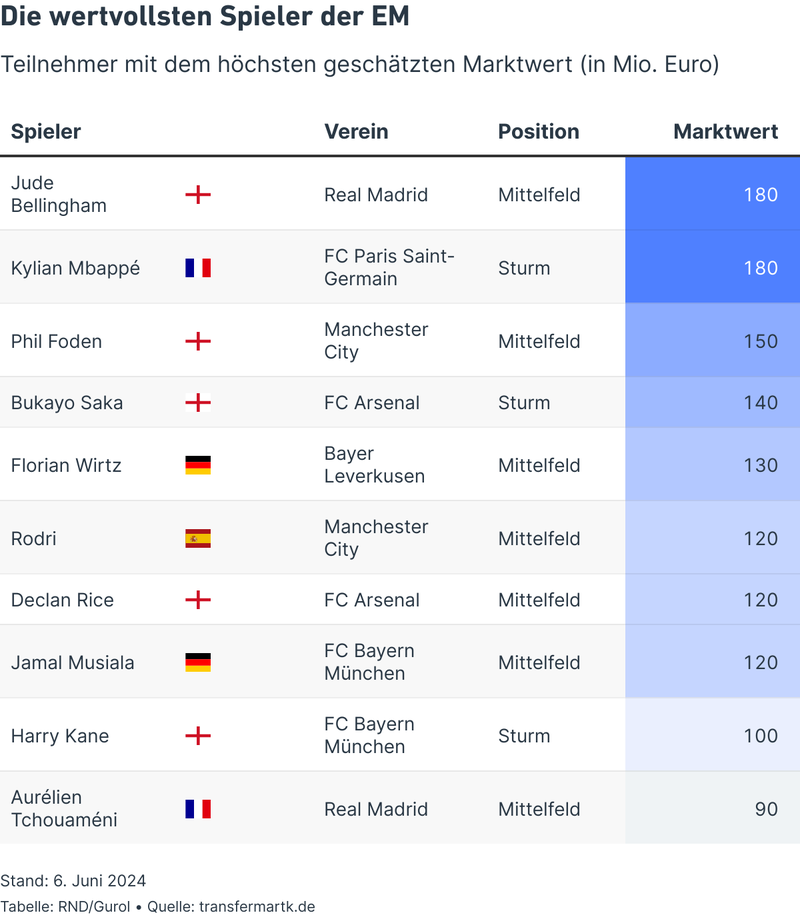 Die wertvollsten Spieler der EM
Teilnehmer mit dem höchsten geschätzten Marktwert (in Mio. Euro)
Spieler Verein Position Marktwert
Jude
Bellingham
Real Madrid Mittelfeld 180
Kylian Mbappé
FC Paris Saint-
Germain
Sturm 180
Phil Foden
Manchester
City
Mittelfeld 150
Bukayo Saka FC Arsenal Sturm 140
Florian Wirtz
Bayer
Leverkusen
Mittelfeld 130
Rodri
Manchester
City
Mittelfeld 120
Declan Rice FC Arsenal Mittelfeld 120
Jamal Musiala
FC Bayern
München
Mittelfeld 120
Harry Kane
FC Bayern
München
Sturm 100
Aurélien
Tchouaméni
Real Madrid Mittelfeld 90
Stand: 6. Juni 2024
Tabelle: RND/Gurol • Quelle: transfermartk.de